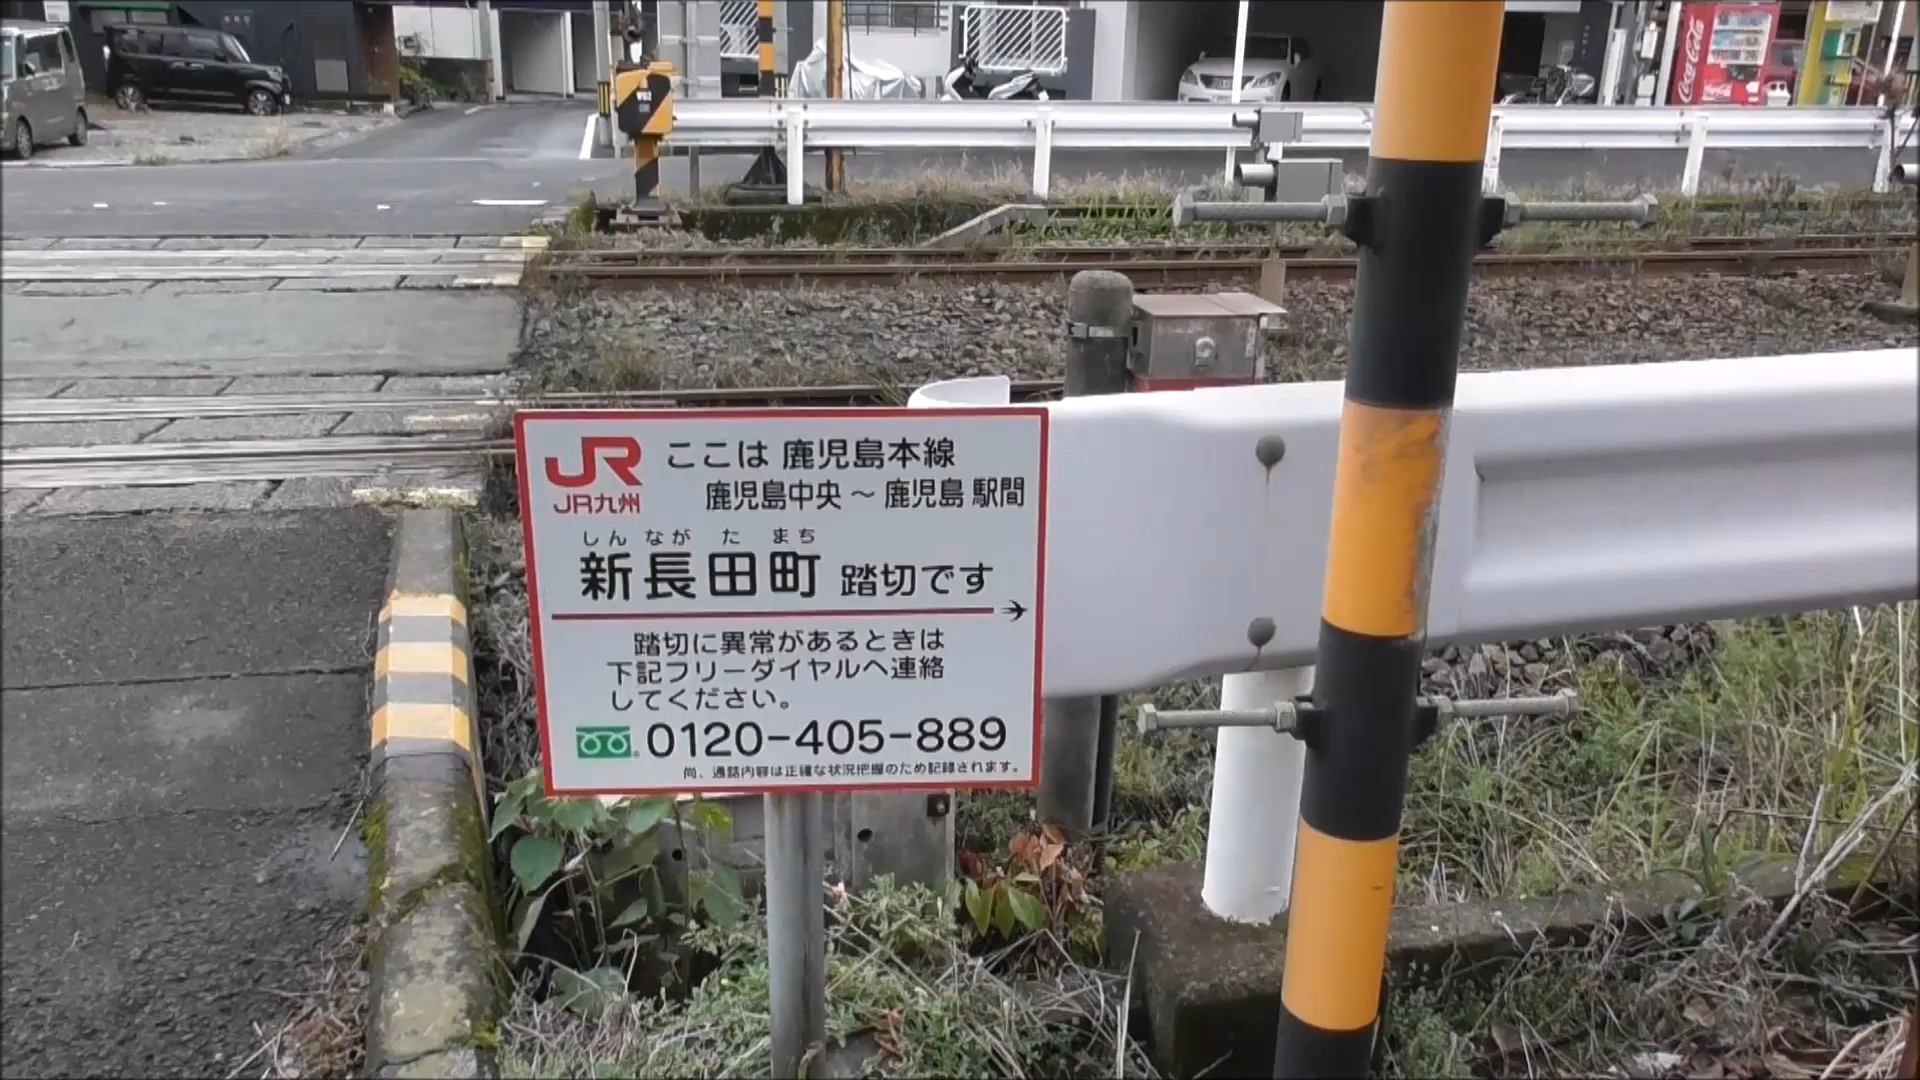 JR
JR九州
ここは 鹿児島本線
鹿児島中央 ~ 鹿児島 駅間
しん なが た まち
新長田町 踏切です
踏切に異常があるときは
下記フリーダイヤルへ連絡
してください。
0120-405-889
尚、通話内容は正確な状況把握のため記録されます。
Coca-Cola